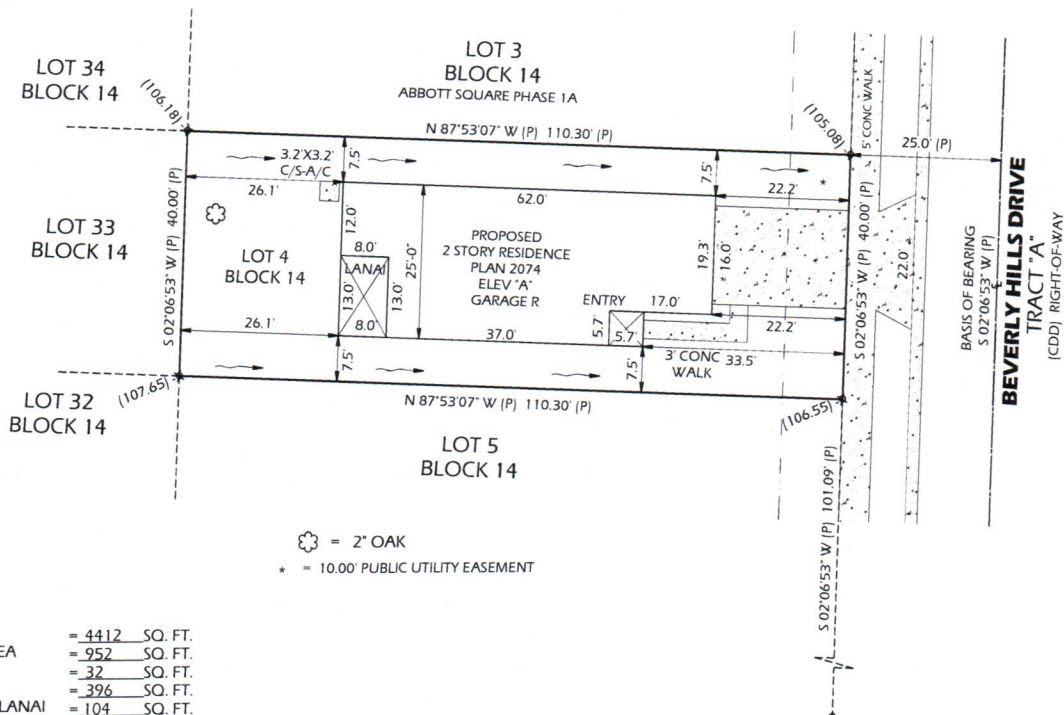 LOT 34
BLOCK 14
LOT 3
BLOCK 14
ABBOTT SQUARE PHASE 1A
(106.18)
N 87°53'07" W (P) 110.30' (P)
(105.08)
5' CONC WALK
25.0' (P)
3.2'X3.2'
C/S-A/C
7.5'
7.5'
22.2'
*
26.1'
62.0'
S 02°06'53" W (P) 40.00' (P)
LOT 33
BLOCK 14
LOT 4
BLOCK 14
12.0'
8.0'
LANAI
13.0'
13.0'
8.0'
25'-0"
PROPOSED
2 STORY RESIDENCE
PLAN 2074
ELEV "A"
GARAGE R
19.3'
16.0'
ENTRY
17.0'
5.7'
5.7'
22.2'
S 02°06'53" W (P) 40.00' (P)
22.0'
BASIS OF BEARING
S 02°06'53" W (P)
BEVERLY HILLS DRIVE
TRACT "A"
(CDD) RIGHT-OF-WAY
26.1'
37.0'
3' CONC
WALK
33.5'
7.5'
7.5'
(107.65)
N 87°53'07" W (P) 110.30' (P)
(106.55)
LOT 32
BLOCK 14
LOT 5
BLOCK 14
S 02°06'53" W (P) 101.09' (P)
= 2" OAK
* = 10.00' PUBLIC UTILITY EASEMENT
= 4412 SQ. FT.
= 952 SQ. FT.
= 32 SQ. FT.
= 396 SQ. FT.
LANAI = 104 SQ. FT.